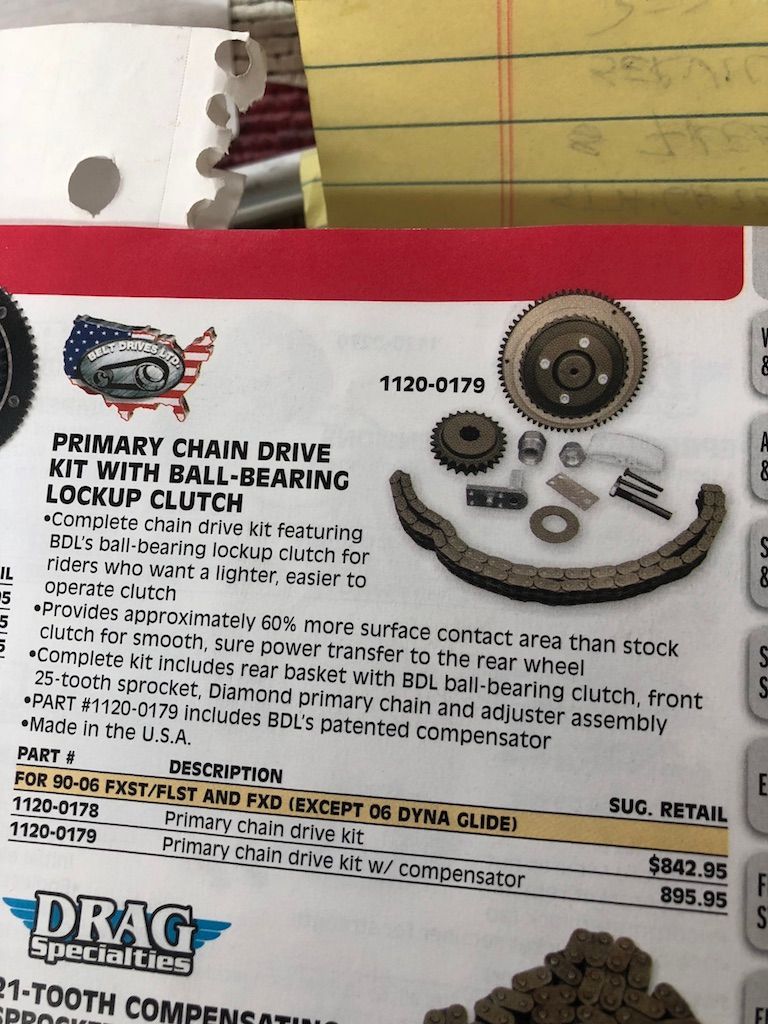 BELT DRIVES LTD.
1120-0179
PRIMARY CHAIN DRIVE
KIT WITH BALL-BEARING
LOCKUP CLUTCH
•Complete chain drive kit featuring
BDL's ball-bearing lockup clutch for
riders who want a lighter, easier to
operate clutch
•Provides approximately 60% more surface contact area than stock
clutch for smooth, sure power transfer to the rear wheel
•Complete kit includes rear basket with BDL ball-bearing clutch, front
25-tooth sprocket, Diamond primary chain and adjuster assembly
•PART #1120-0179 includes BDL's patented compensator
•Made in the U.S.A.
PART # DESCRIPTION SUG. RETAIL
FOR 90-06 FXST/FLST AND FXD (EXCEPT 06 DYNA GLIDE)
1120-0178 Primary chain drive kit $842.95
1120-0179 Primary chain drive kit w/ compensator 895.95
DRAG
Specialties
21-TOOTH COMPENSATING